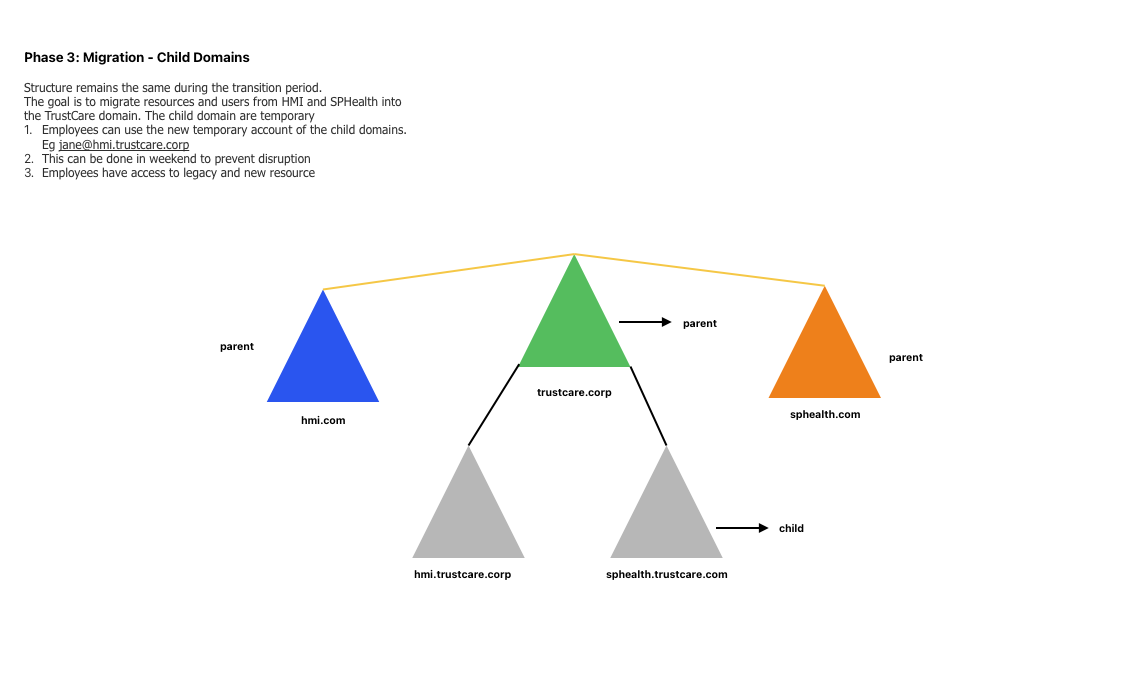 Phase 3: Migration - Child Domains
Structure remains the same during the transition period.
The goal is to migrate resources and users from HMI and SPHealth into
the TrustCare domain. The child domain are temporary
1. Employees can use the new temporary account of the child domains.
Eg jane@hmi.trustcare.corp
2. This can be done in weekend to prevent disruption
3. Employees have access to legacy and new resource
parent
parent
parent
trustcare.corp
sphealth.com
hmi.com
child
hmi.trustcare.corp
sphealth.trustcare.com